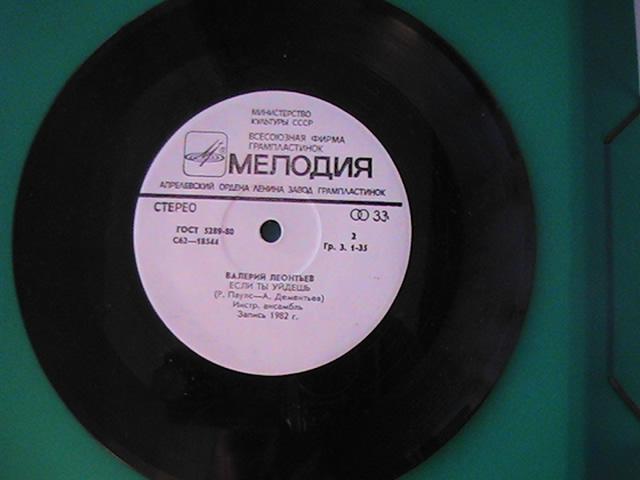 МИНИСТЕРСТВО
КУЛЬТУРЫ СССР
ВСЕСОЮЗНАЯ ФИРМА
ГРАМПЛАСТИНОК
МЕЛОДИЯ
АПРЕЛЕВСКИЙ ОРДЕНА ЛЕНИНА ЗАВОД ГРАМПЛАСТИНОК
СТЕРЕО 33
ГОСТ 5289-80 2
С62—18544 Гр. 3. 1-35
ВАЛЕРИЙ ЛЕОНТЬЕВ
ЕСЛИ ТЫ УЙДЕШЬ
(Р. Паулс—А. Дементьев)
Инстр. ансамбль
Запись 1982 г.